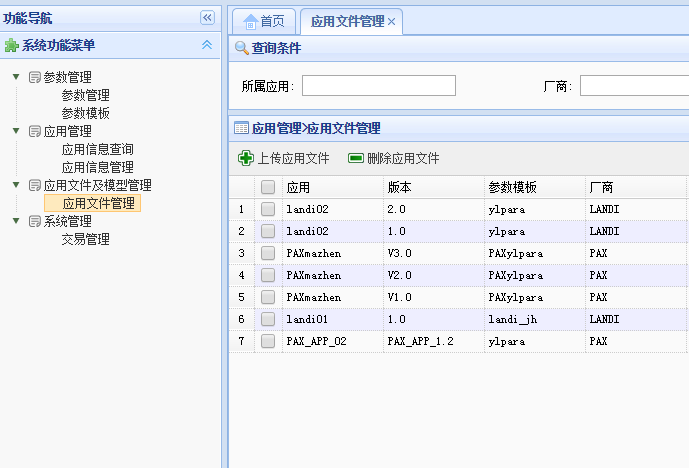 功能导航
系统功能菜单
参数管理
参数管理
参数模板
应用管理
应用信息查询
应用信息管理
应用文件及模型管理
应用文件管理
系统管理
交易管理
首页 应用文件管理
查询条件
所属应用: 厂商:
应用管理>应用文件管理
上传应用文件 删除应用文件
应用 版本 参数模板 厂商
1 landi02 2.0 ylpara LANDI
2 landi02 1.0 ylpara LANDI
3 PAXmazhen V3.0 PAXylpara PAX
4 PAXmazhen V2.0 PAXylpara PAX
5 PAXmazhen V1.0 PAXylpara PAX
6 landi01 1.0 landi_jh LANDI
7 PAX_APP_02 PAX_APP_1.2 ylpara PAX